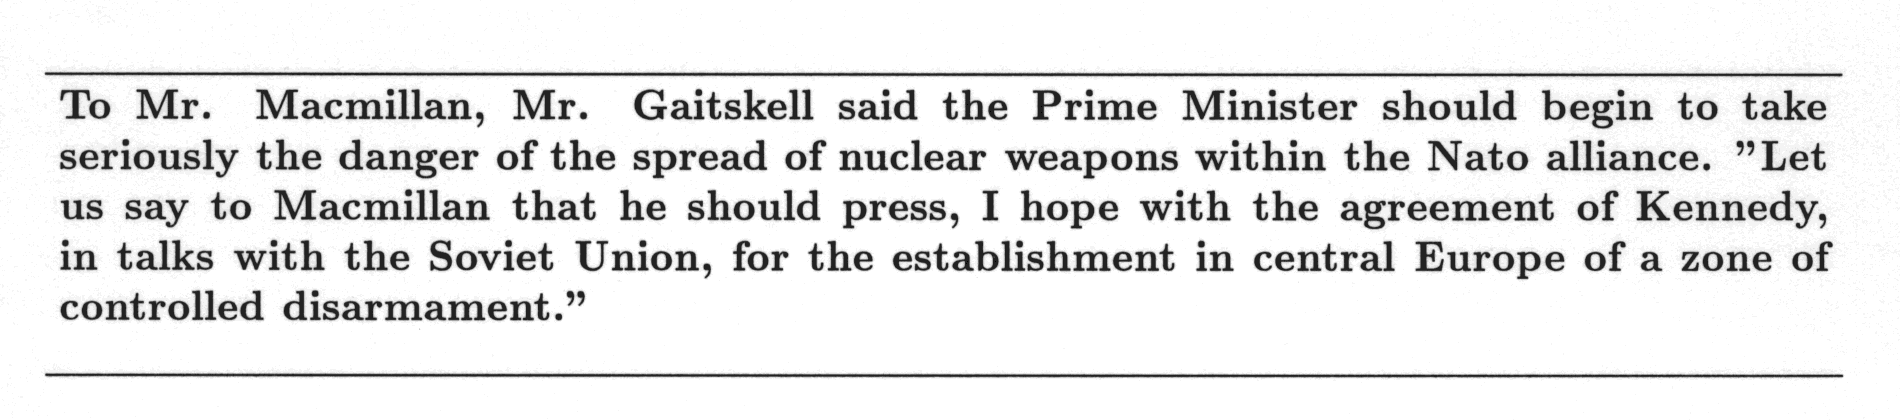 To Mr. Macmillan, Mr. Gaitskell said the Prime Minister should begin to take
seriously the danger of the spread of nuclear weapons within the Nato alliance. ”Let
us say to Macmillan that he should press, I hope with the agreement of Kennedy,
in talks with the Soviet Union, for the establishment in central Europe of a zone of
controlled disarmament.”